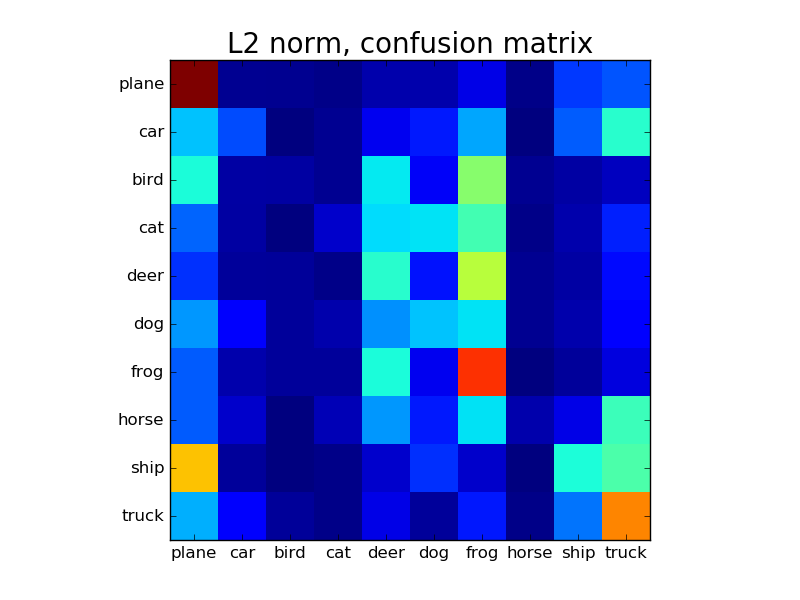 L2 norm, confusion matrix
plane
car
bird
cat
deer
dog
frog
horse
ship
truck
plane car bird cat deer dog frog horse ship truck